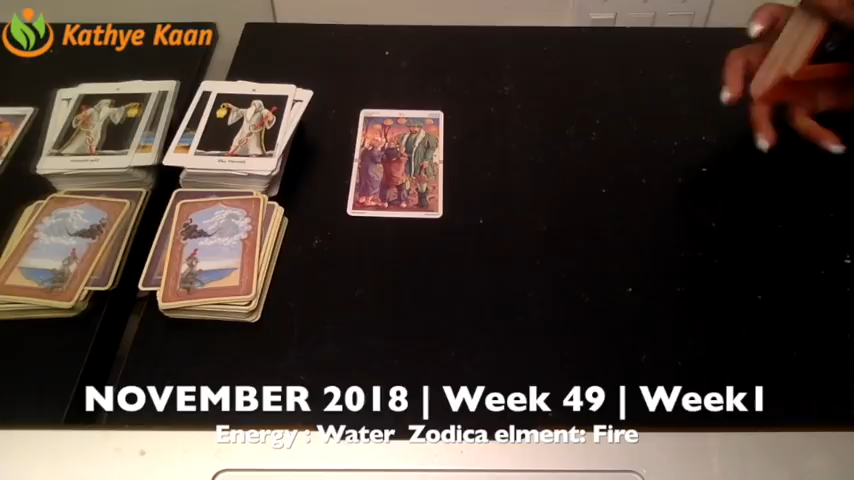 Kathye Kaan
NOVEMBER 2018 | Week 49 | Week1
Energy : Water Zodica elment: Fire